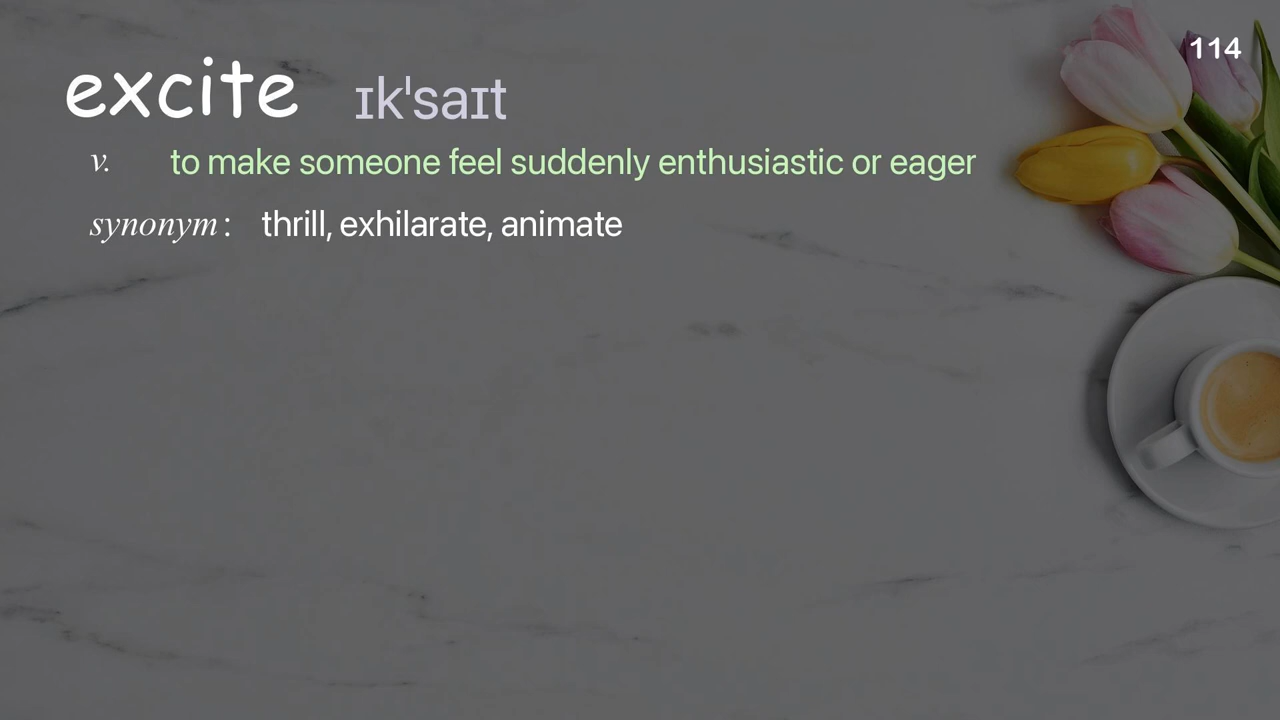 114
excite ɪkˈsaɪt
v. to make someone feel suddenly enthusiastic or eager
synonym: thrill, exhilarate, animate